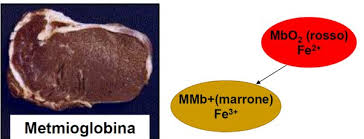 Metmioglobina
MbO₂ (rosso)
Fe²⁺
MMb+(marrone)
Fe³⁺